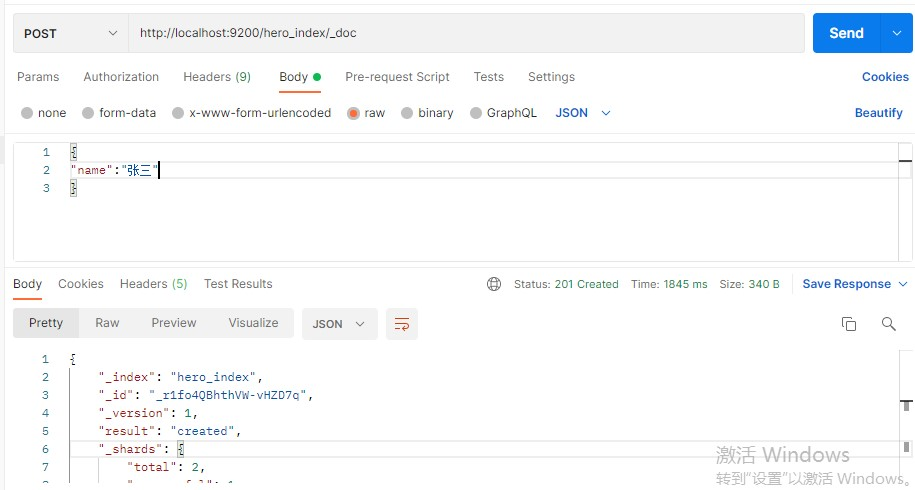 POST http://localhost:9200/hero_index/_doc Send
Params Authorization Headers (9) Body Pre-request Script Tests Settings Cookies
none form-data x-www-form-urlencoded raw binary GraphQL JSON Beautify
1 {
2 "name":"张三"
3 }
Body Cookies Headers (5) Test Results Status: 201 Created Time: 1845 ms Size: 340 B Save Response
Pretty Raw Preview Visualize JSON
1 {
2 "_index": "hero_index",
3 "_id": "_r1fo4QBhthVW-vHZD7q",
4 "_version": 1,
5 "result": "created",
6 "_shards": {
7 "total": 2,
激活 Windows
转到"设置"以激活 Windows。